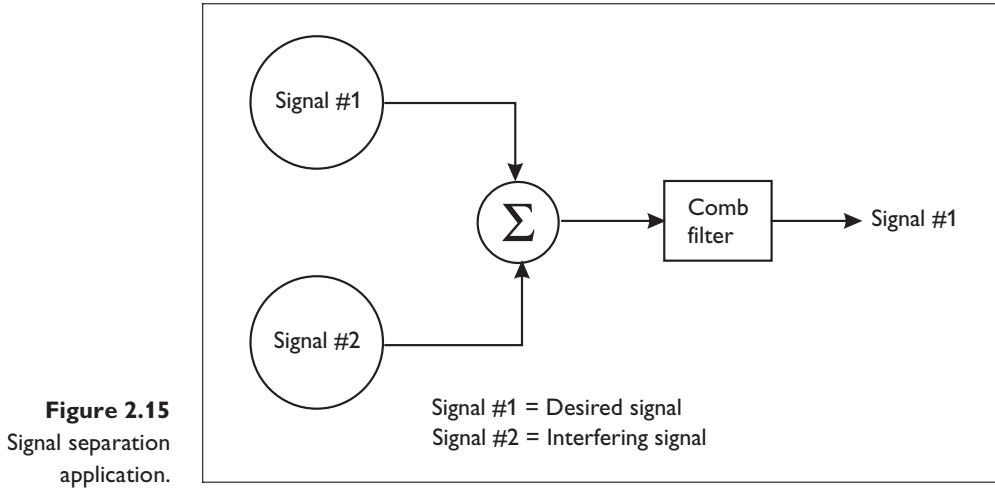 Signal #1
Σ
Comb
filter
Signal #1
Signal #2
Signal #1 = Desired signal
Signal #2 = Interfering signal
Figure 2.15
Signal separation
application.